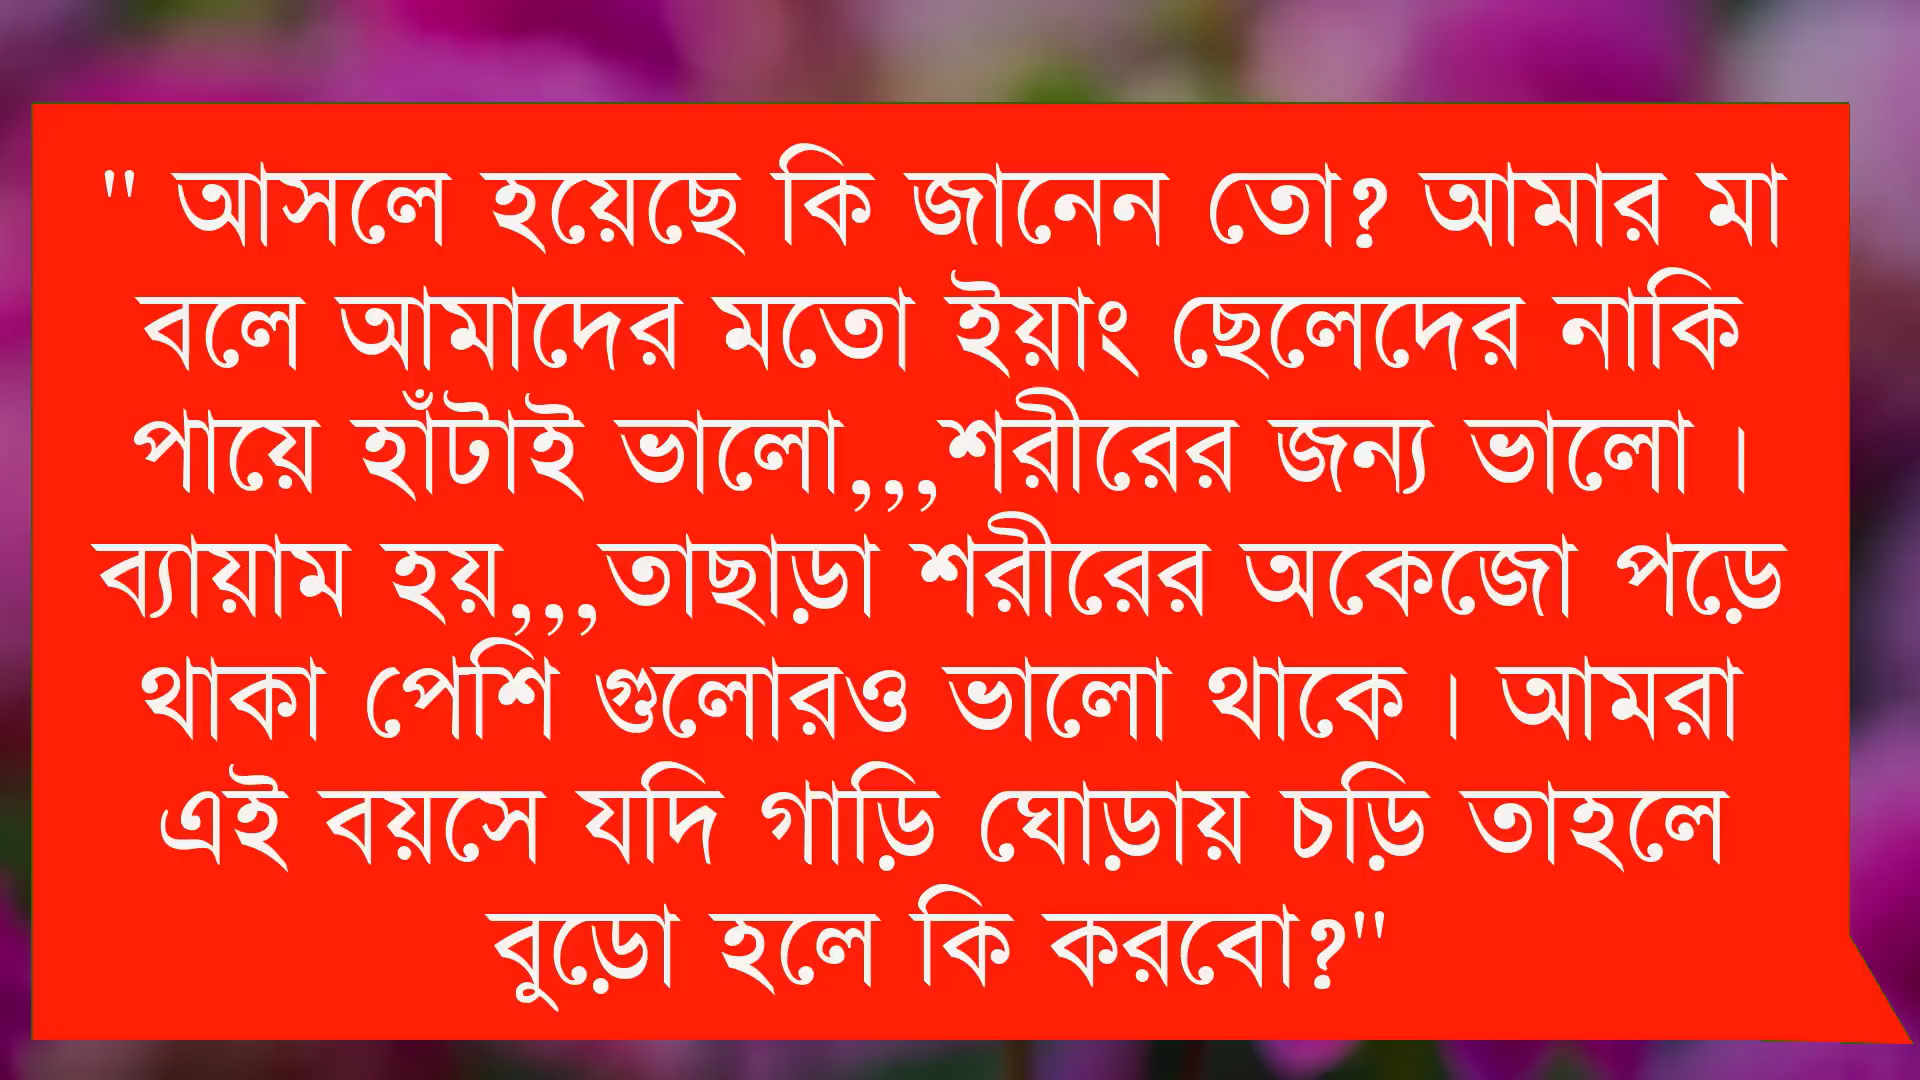 " আসলে হয়েছে কি জানেন তো? আমার মা
বলে আমাদের মতো ইয়াং ছেলেদের নাকি
পায়ে হাঁটাই ভালো,,,শরীরের জন্য ভালো।
ব্যায়াম হয়,,,তাছাড়া শরীরের অকেজো পড়ে
থাকা পেশি গুলোরও ভালো থাকে। আমরা
এই বয়সে যদি গাড়ি ঘোড়ায় চড়ি তাহলে
বুড়ো হলে কি করবো?"